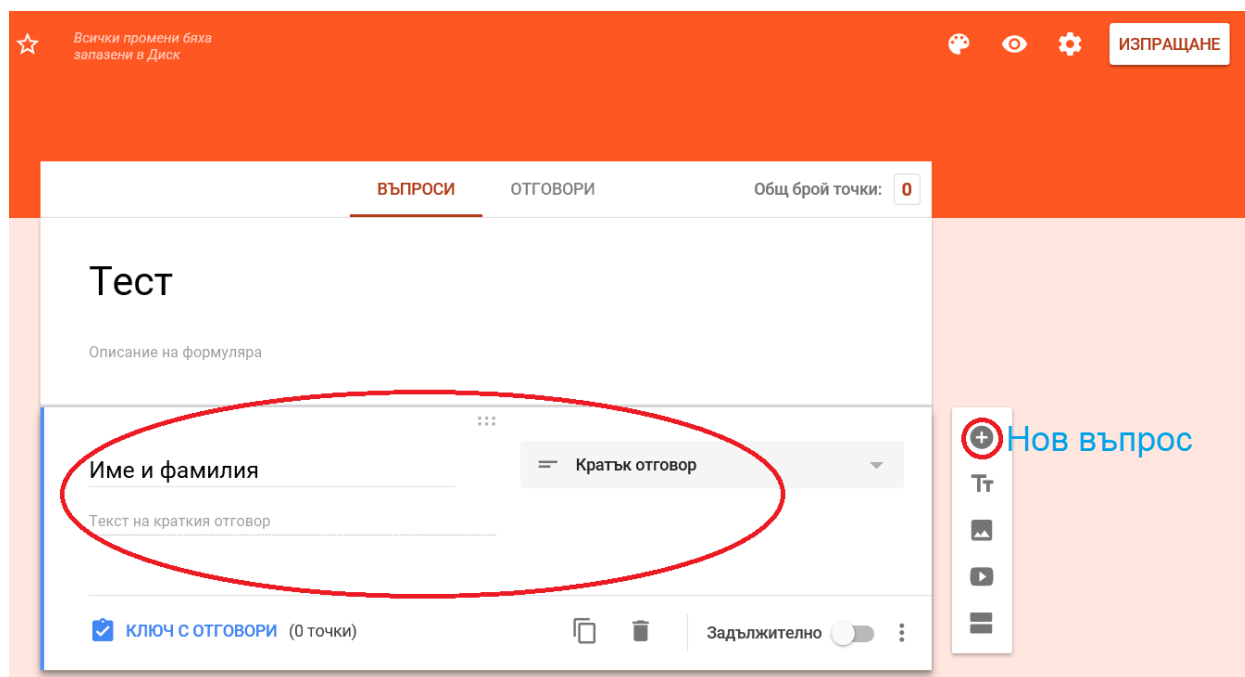 Всички промени бяха
запазени в Диск
ИЗПРАЩАНЕ
ВЪПРОСИ ОТГОВОРИ Общ брой точки: 0
Тест
Описание на формуляра
Име и фамилия Кратък отговор
Нов въпрос
Tт
Текст на краткия отговор
КЛЮЧ С ОТГОВОРИ (0 точки) Задължително